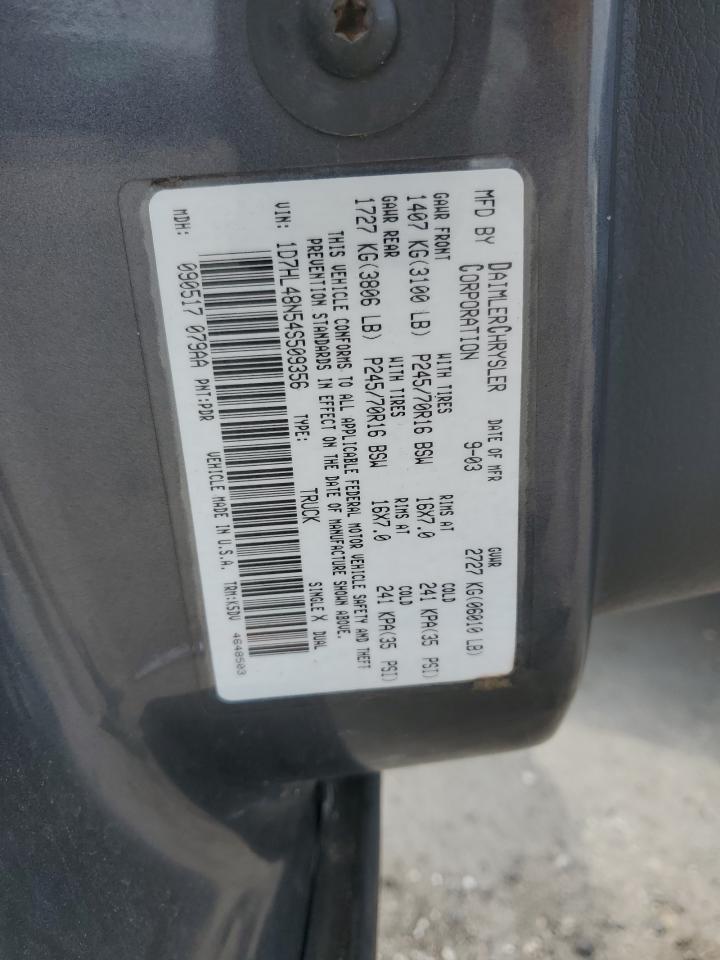 MFD BY DAIMLERCHRYSLER CORPORATION DATE OF MFR 9-03 GVWR 2727 KG(06010 LB)
GAWR FRONT WITH TIRES RIMS AT COLD
1407 KG(3100 LB) P245/70R16 BSW 16X7.0 241 KPA(35 PSI)
GAWR REAR WITH TIRES RIMS AT COLD
1727 KG(3806 LB) P245/70R16 BSW 16X7.0 241 KPA(35 PSI)
THIS VEHICLE CONFORMS TO ALL APPLICABLE FEDERAL MOTOR VEHICLE SAFETY AND THEFT
PREVENTION STANDARDS IN EFFECT ON THE DATE OF MANUFACTURE SHOWN ABOVE.
VIN: 1D7HL48N54S509356 TYPE: TRUCK SINGLE X DUAL
MDH: 090517 079AA PNT:PDR VEHICLE MADE IN U.S.A. TRM:K5DV 4648503